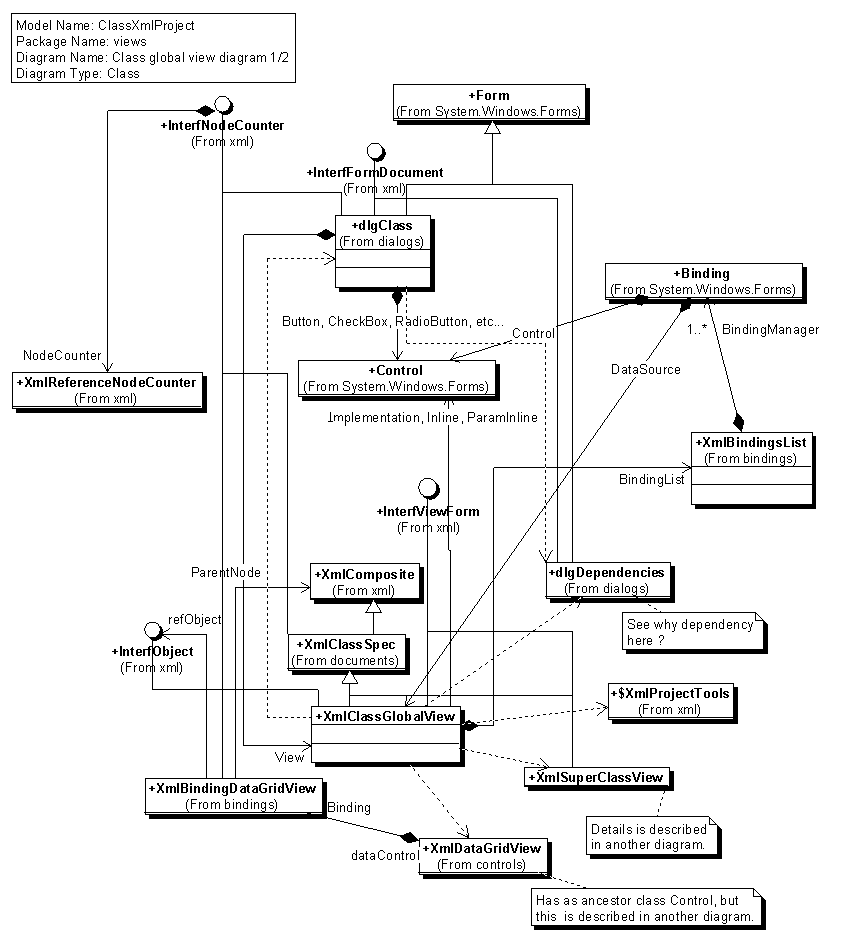 Model Name: ClassXmlProject
Package Name: views
Diagram Name: Class global view diagram 1/2
Diagram Type: Class
+Form
(From System.Windows.Forms)
+InterfNodeCounter
(From xml)
+InterfFormDocument
(From xml)
+dlgClass
(From dialogs)
+Binding
(From System.Windows.Forms)
Button, CheckBox, RadioButton, etc...
Control
1..*
BindingManager
NodeCounter
+XmlReferenceNodeCounter
(From xml)
+Control
(From System.Windows.Forms)
DataSource
Implementation, Inline, ParamInline
+XmlBindingsList
(From bindings)
BindingList
+InterfViewForm
(From xml)
ParentNode
+XmlComposite
(From xml)
+dlgDependencies
(From dialogs)
refObject
See why dependency
here ?
+InterfObject
(From xml)
+XmlClassSpec
(From documents)
+$XmlProjectTools
(From xml)
+XmlClassGlobalView
View
+XmlSuperClassView
+XmlBindingDataGridView
(From bindings)
Binding
Details is described
in another diagram.
dataControl
+XmlDataGridView
(From controls)
Has as ancestor class Control, but
this is described in another diagram.